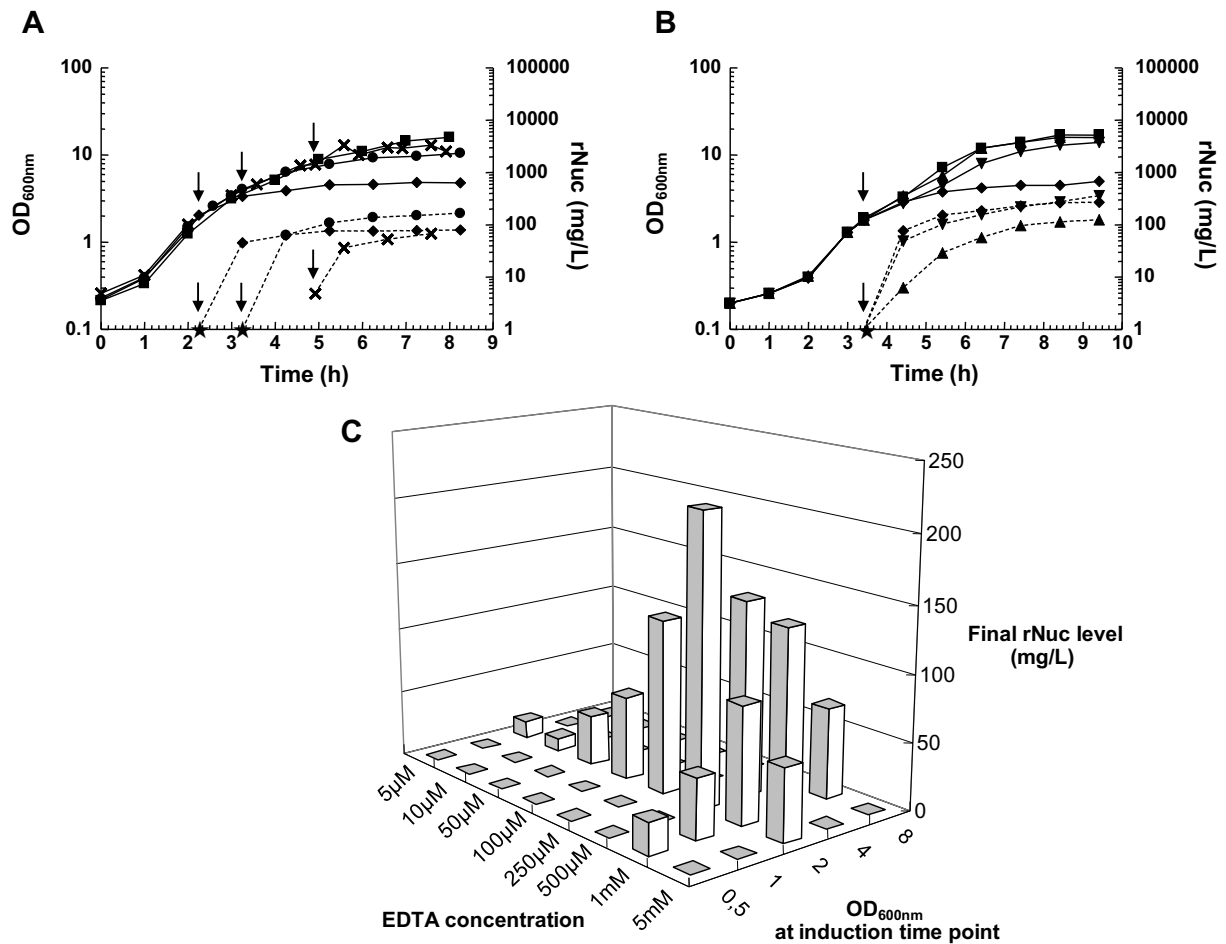 A
B
100
10
1
0.1
OD600nm
100000
10000
1000
100
10
1
rNuc (mg/L)
0 1 2 3 4 5 6 7 8 9
Time (h)
100
10
1
0.1
OD600nm
100000
10000
1000
100
10
1
rNuc (mg/L)
0 1 2 3 4 5 6 7 8 9 10
Time (h)
C
250
200
150
100
50
0
Final rNuc level
(mg/L)
5µM
10µM
50µM
100µM
250µM
500µM
1mM
5mM
EDTA concentration
0,5
1
2
4
8
OD600nm
at induction time point